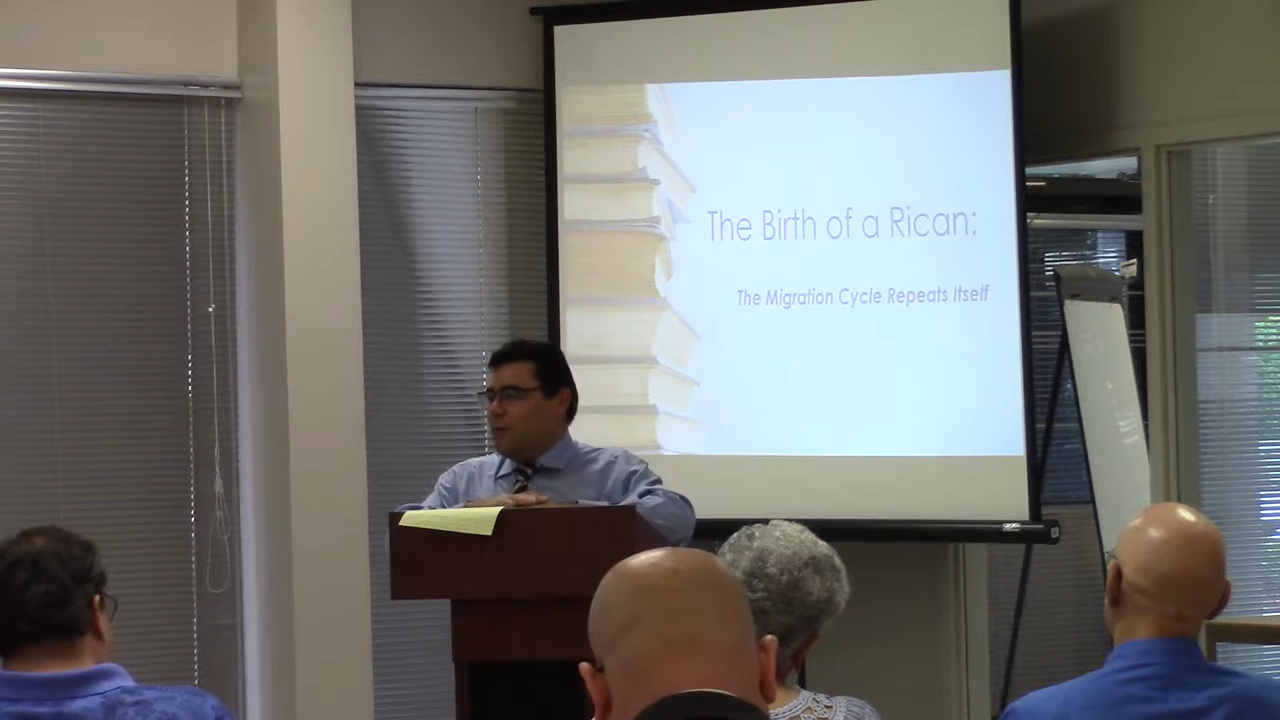 The Birth of a Rican:
The Migration Cycle Repeats Itself